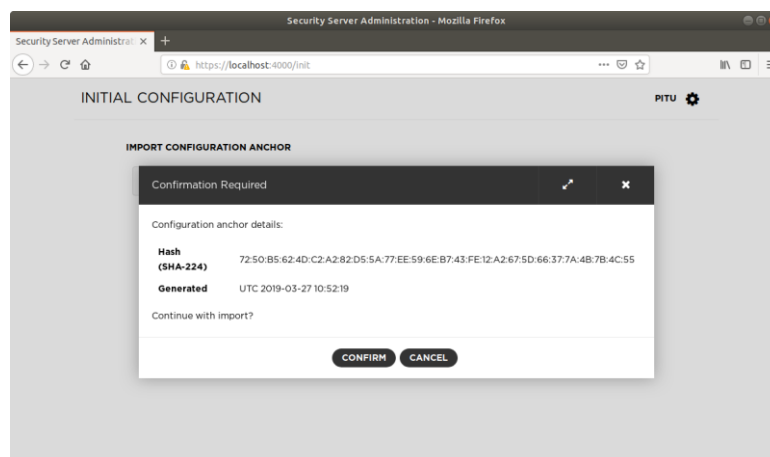 Security Server Administration - Mozilla Firefox
Security Server Administrati
https://localhost:4000/init
INITIAL CONFIGURATION
PITU
IMPORT CONFIGURATION ANCHOR
Confirmation Required
Configuration anchor details:
Hash
(SHA-224)
72:50:B5:62:4D:C2:A2:82:D5:5A:77:EE:59:6E:B7:43:FE:12:A2:67:5D:66:37:7A:4B:7B:4C:55
Generated UTC 2019-03-27 10:52:19
Continue with import?
CONFIRM CANCEL